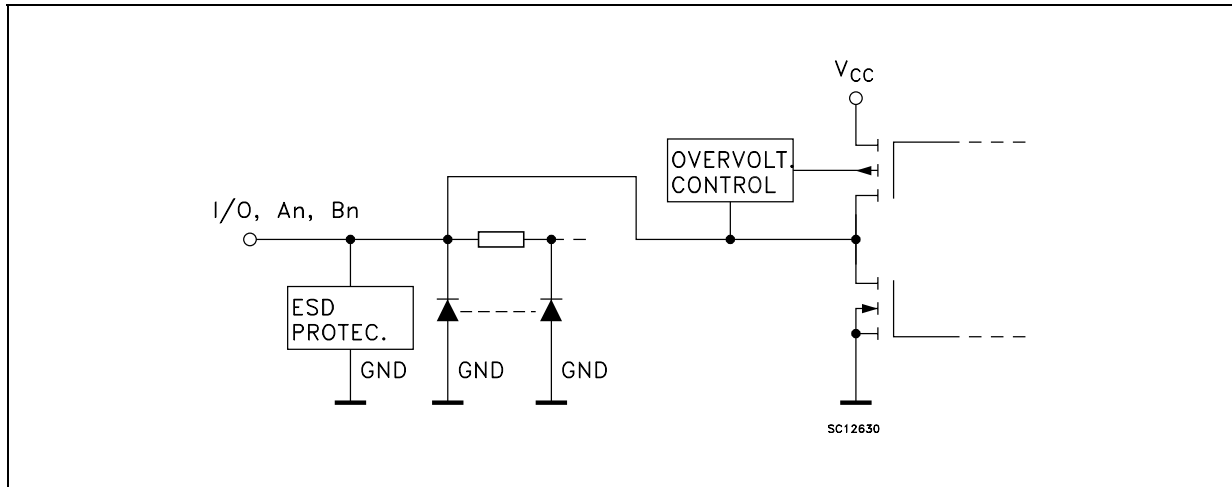 VCC
OVERVOLT.
CONTROL
I/O, An, Bn
ESD
PROTEC.
GND
GND
GND
SC12630